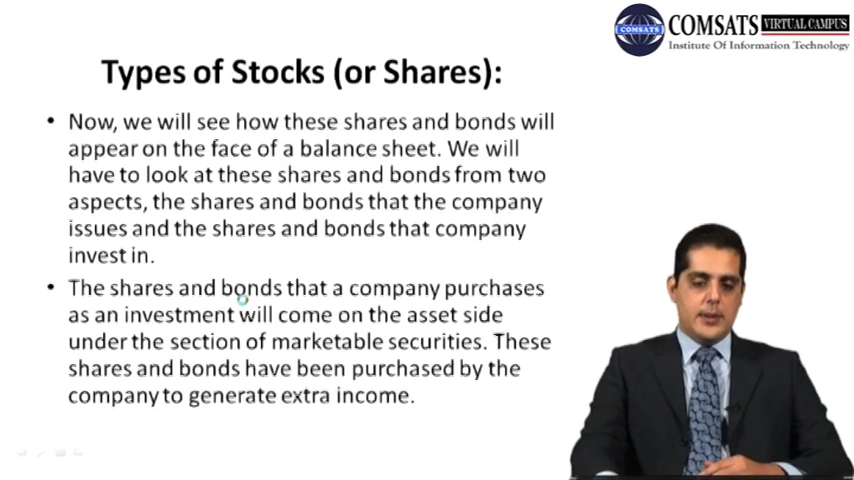 COMSATS VIRTUAL CAMPUS
COMSATS
Institute Of Information Technology
Types of Stocks (or Shares):
• Now, we will see how these shares and bonds will
appear on the face of a balance sheet. We will
have to look at these shares and bonds from two
aspects, the shares and bonds that the company
issues and the shares and bonds that company
invest in.
• The shares and bonds that a company purchases
as an investment will come on the asset side
under the section of marketable securities. These
shares and bonds have been purchased by the
company to generate extra income.